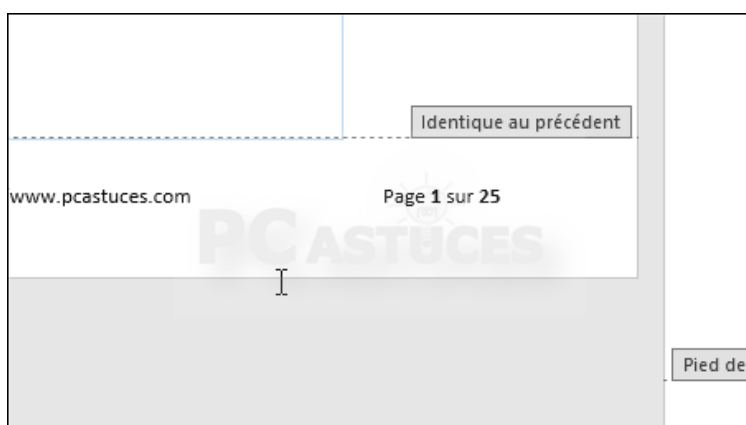 Identique au précédent
www.pcastuces.com Page 1 sur 25
PC ASTUCES
Pied de